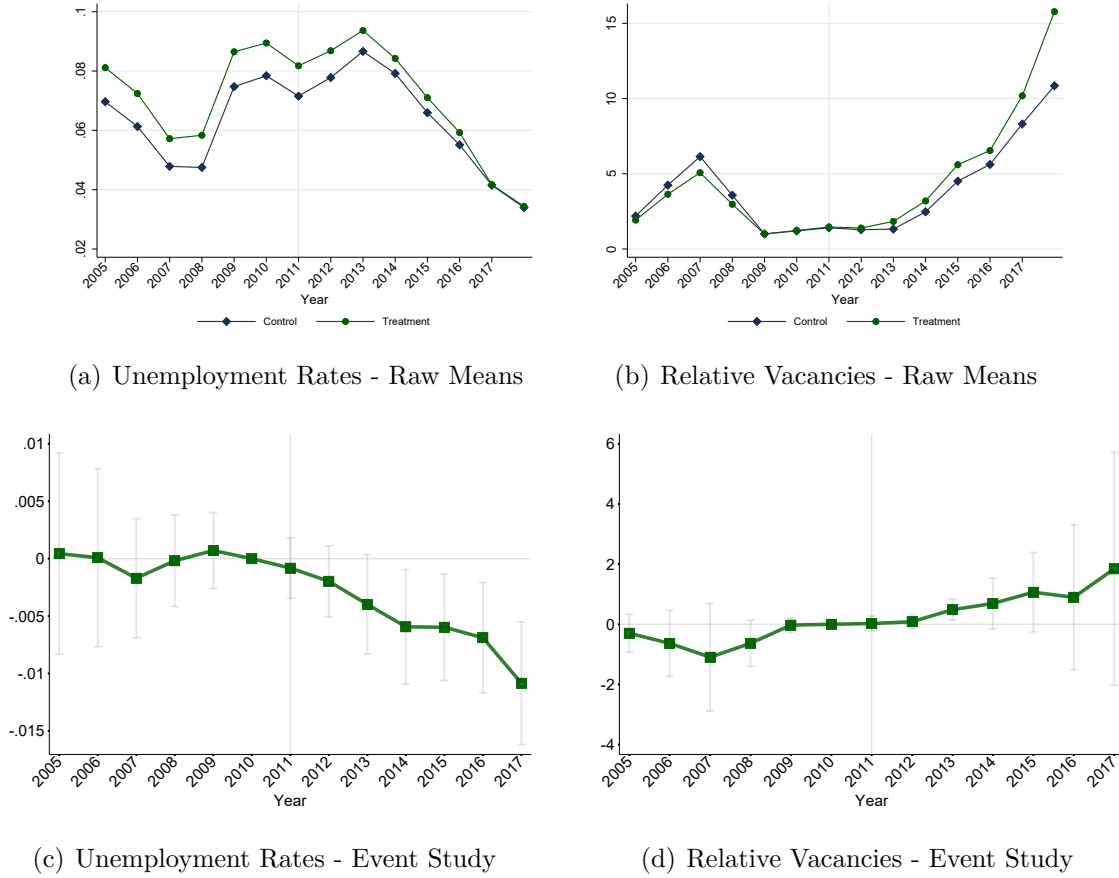 .1
.08
.06
.04
.02
2005 2006 2007 2008 2009 2010 2011 2012 2013 2014 2015 2016 2017
Year
Control Treatment
15
10
5
0
2005 2006 2007 2008 2009 2010 2011 2012 2013 2014 2015 2016 2017
Year
Control Treatment
(a) Unemployment Rates - Raw Means
(b) Relative Vacancies - Raw Means
.01
.005
0
-.005
-.01
-.015
2005 2006 2007 2008 2009 2010 2011 2012 2013 2014 2015 2016 2017
Year
6
4
2
0
-2
-4
2005 2006 2007 2008 2009 2010 2011 2012 2013 2014 2015 2016 2017
Year
(c) Unemployment Rates - Event Study
(d) Relative Vacancies - Event Study